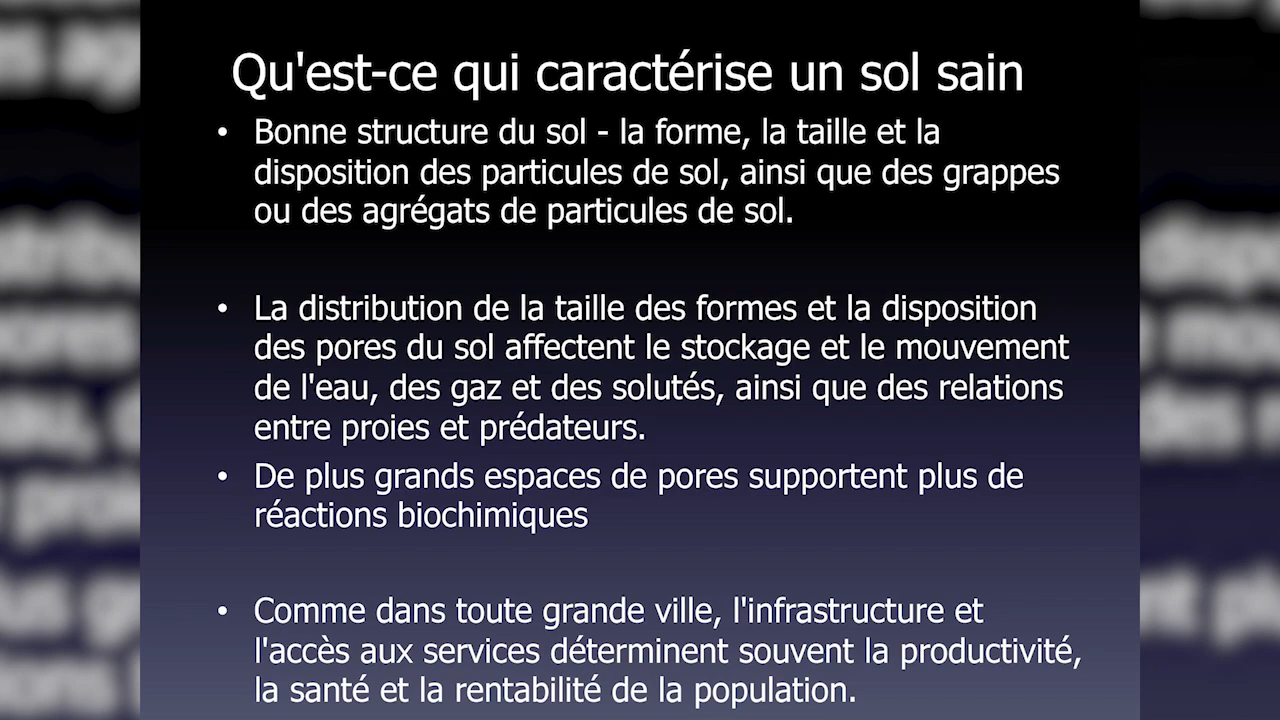 Qu'est-ce qui caractérise un sol sain
• Bonne structure du sol - la forme, la taille et la
disposition des particules de sol, ainsi que des grappes
ou des agrégats de particules de sol.
• La distribution de la taille des formes et la disposition
des pores du sol affectent le stockage et le mouvement
de l'eau, des gaz et des solutés, ainsi que des relations
entre proies et prédateurs.
• De plus grands espaces de pores supportent plus de
réactions biochimiques
• Comme dans toute grande ville, l'infrastructure et
l'accès aux services déterminent souvent la productivité,
la santé et la rentabilité de la population.